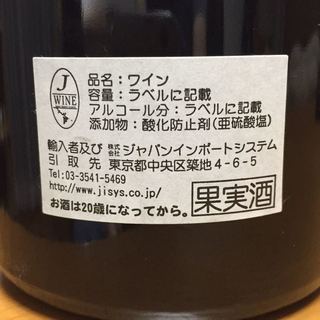 J
WINE
品名：ワイン
容量：ラベルに記載
アルコール分：ラベルに記載
添加物：酸化防止剤(亜硫酸塩)
輸入者及び 株式会社 ジャパンインポートシステム
引取先 東京都中央区築地4-6-5
Tel:03-3541-5469
http://www.jisys.co.jp/
お酒は20歳になってから。
果実酒